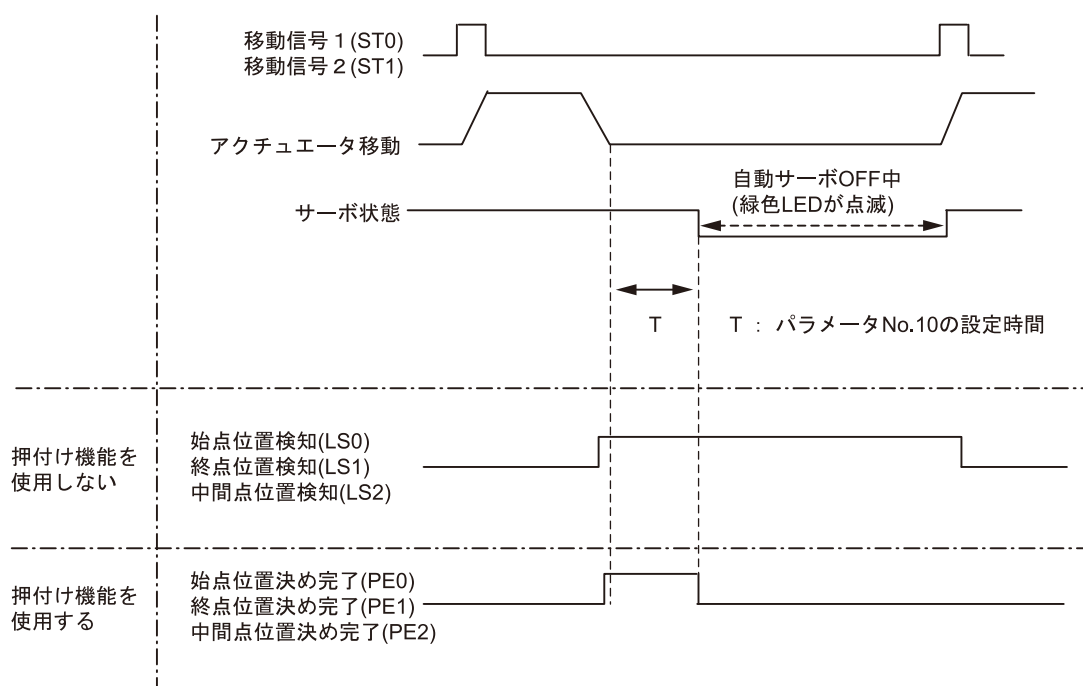 移動信号 1 (ST0)
移動信号 2 (ST1)
アクチュエータ移動
自動サーボOFF中
(緑色LEDが点滅)
サーボ状態
T
T : パラメータNo.10の設定時間
押付け機能を
使用しない
始点位置検知(LS0)
終点位置検知(LS1)
中間点位置検知(LS2)
押付け機能を
使用する
始点位置決め完了(PE0)
終点位置決め完了(PE1)
中間点位置決め完了(PE2)